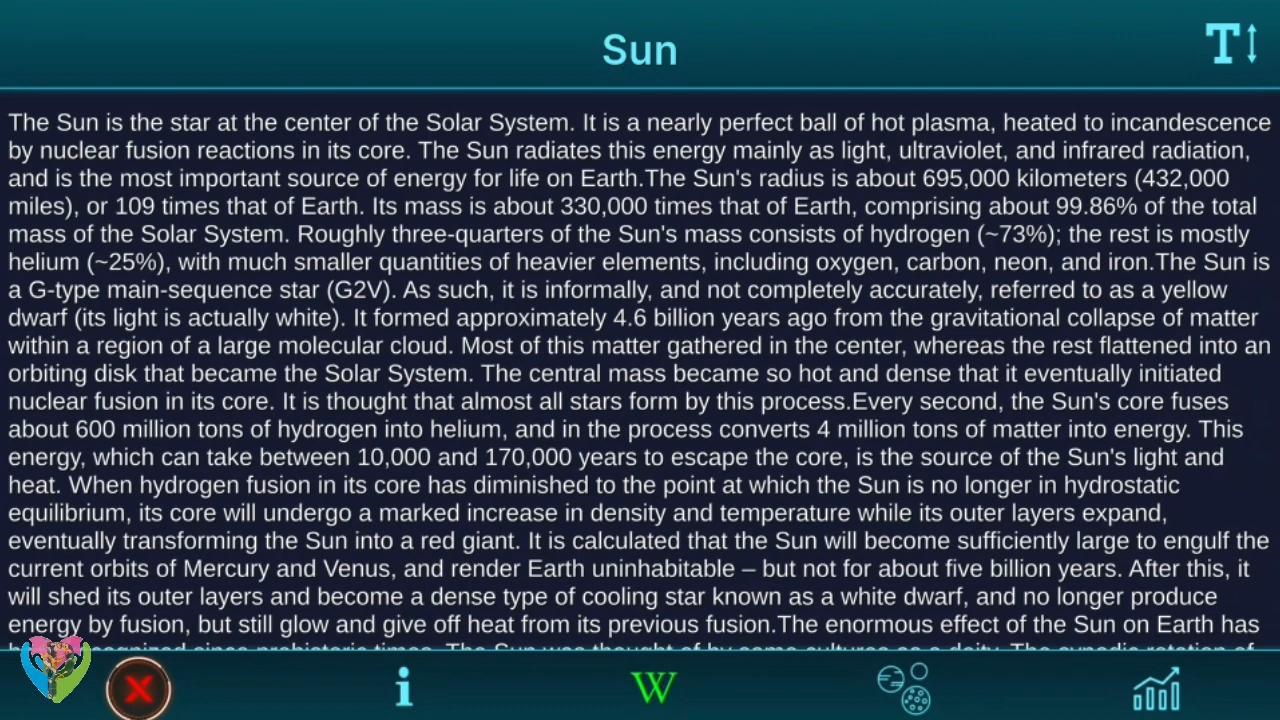 Sun
T
The Sun is the star at the center of the Solar System. It is a nearly perfect ball of hot plasma, heated to incandescence
by nuclear fusion reactions in its core. The Sun radiates this energy mainly as light, ultraviolet, and infrared radiation,
and is the most important source of energy for life on Earth.The Sun's radius is about 695,000 kilometers (432,000
miles), or 109 times that of Earth. Its mass is about 330,000 times that of Earth, comprising about 99.86% of the total
mass of the Solar System. Roughly three-quarters of the Sun's mass consists of hydrogen (~73%); the rest is mostly
helium (~25%), with much smaller quantities of heavier elements, including oxygen, carbon, neon, and iron.The Sun is
a G-type main-sequence star (G2V). As such, it is informally, and not completely accurately, referred to as a yellow
dwarf (its light is actually white). It formed approximately 4.6 billion years ago from the gravitational collapse of matter
within a region of a large molecular cloud. Most of this matter gathered in the center, whereas the rest flattened into an
orbiting disk that became the Solar System. The central mass became so hot and dense that it eventually initiated
nuclear fusion in its core. It is thought that almost all stars form by this process.Every second, the Sun's core fuses
about 600 million tons of hydrogen into helium, and in the process converts 4 million tons of matter into energy. This
energy, which can take between 10,000 and 170,000 years to escape the core, is the source of the Sun's light and
heat. When hydrogen fusion in its core has diminished to the point at which the Sun is no longer in hydrostatic
equilibrium, its core will undergo a marked increase in density and temperature while its outer layers expand,
eventually transforming the Sun into a red giant. It is calculated that the Sun will become sufficiently large to engulf the
current orbits of Mercury and Venus, and render Earth uninhabitable – but not for about five billion years. After this, it
will shed its outer layers and become a dense type of cooling star known as a white dwarf, and no longer produce
energy by fusion, but still glow and give off heat from its previous fusion.The enormous effect of the Sun on Earth has
since prehistoric times. The Sun was thought of by some cultures as a deity. The synodic rotation of
i W